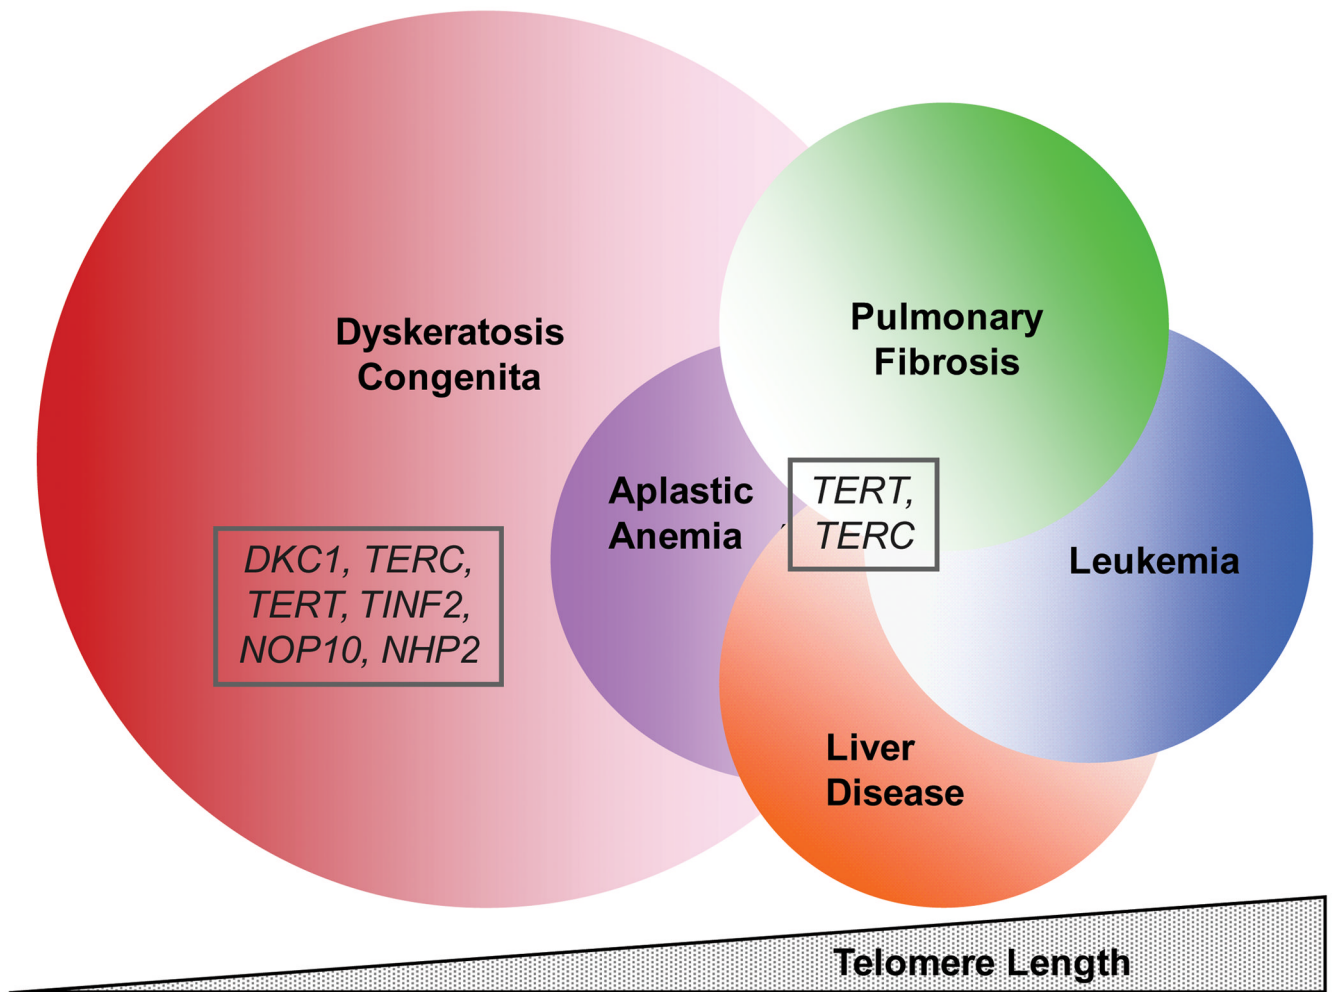 Dyskeratosis
Congenita
Pulmonary
Fibrosis
Aplastic
Anemia
TERT,
TERC
DKC1, TERC,
TERT, TINF2,
NOP10, NHP2
Leukemia
Liver
Disease
Telomere Length